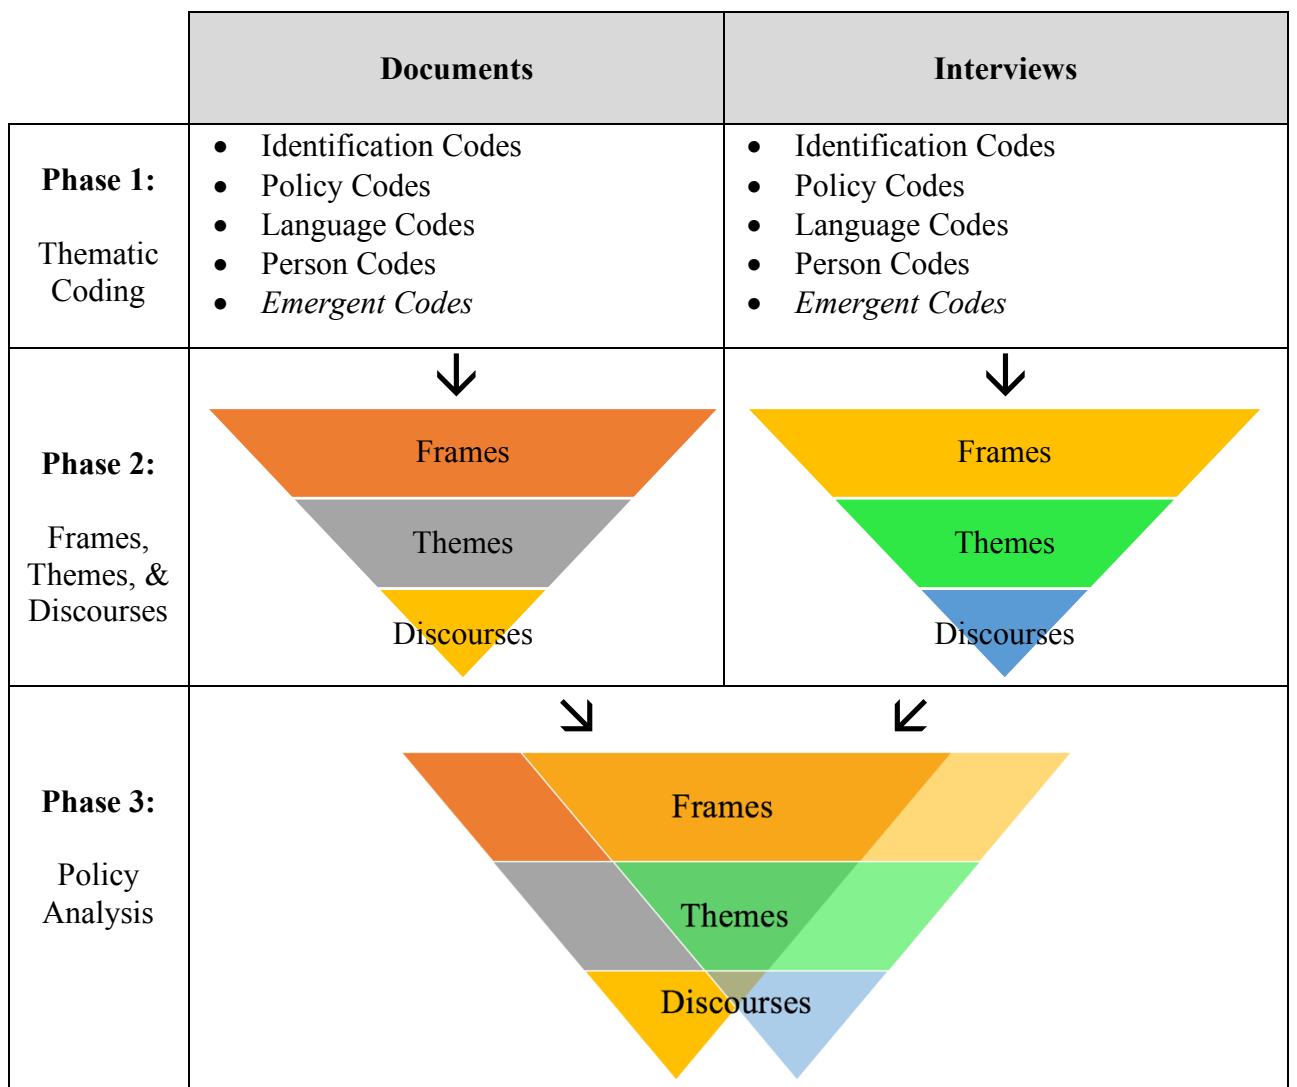 Documents
Interviews
Phase 1:
Thematic
Coding
• Identification Codes
• Policy Codes
• Language Codes
• Person Codes
• Emergent Codes
• Identification Codes
• Policy Codes
• Language Codes
• Person Codes
• Emergent Codes
Phase 2:
Frames,
Themes, &
Discourses
Frames
Themes
Discourses
Frames
Themes
Discourses
Phase 3:
Policy
Analysis
Frames
Themes
Discourses